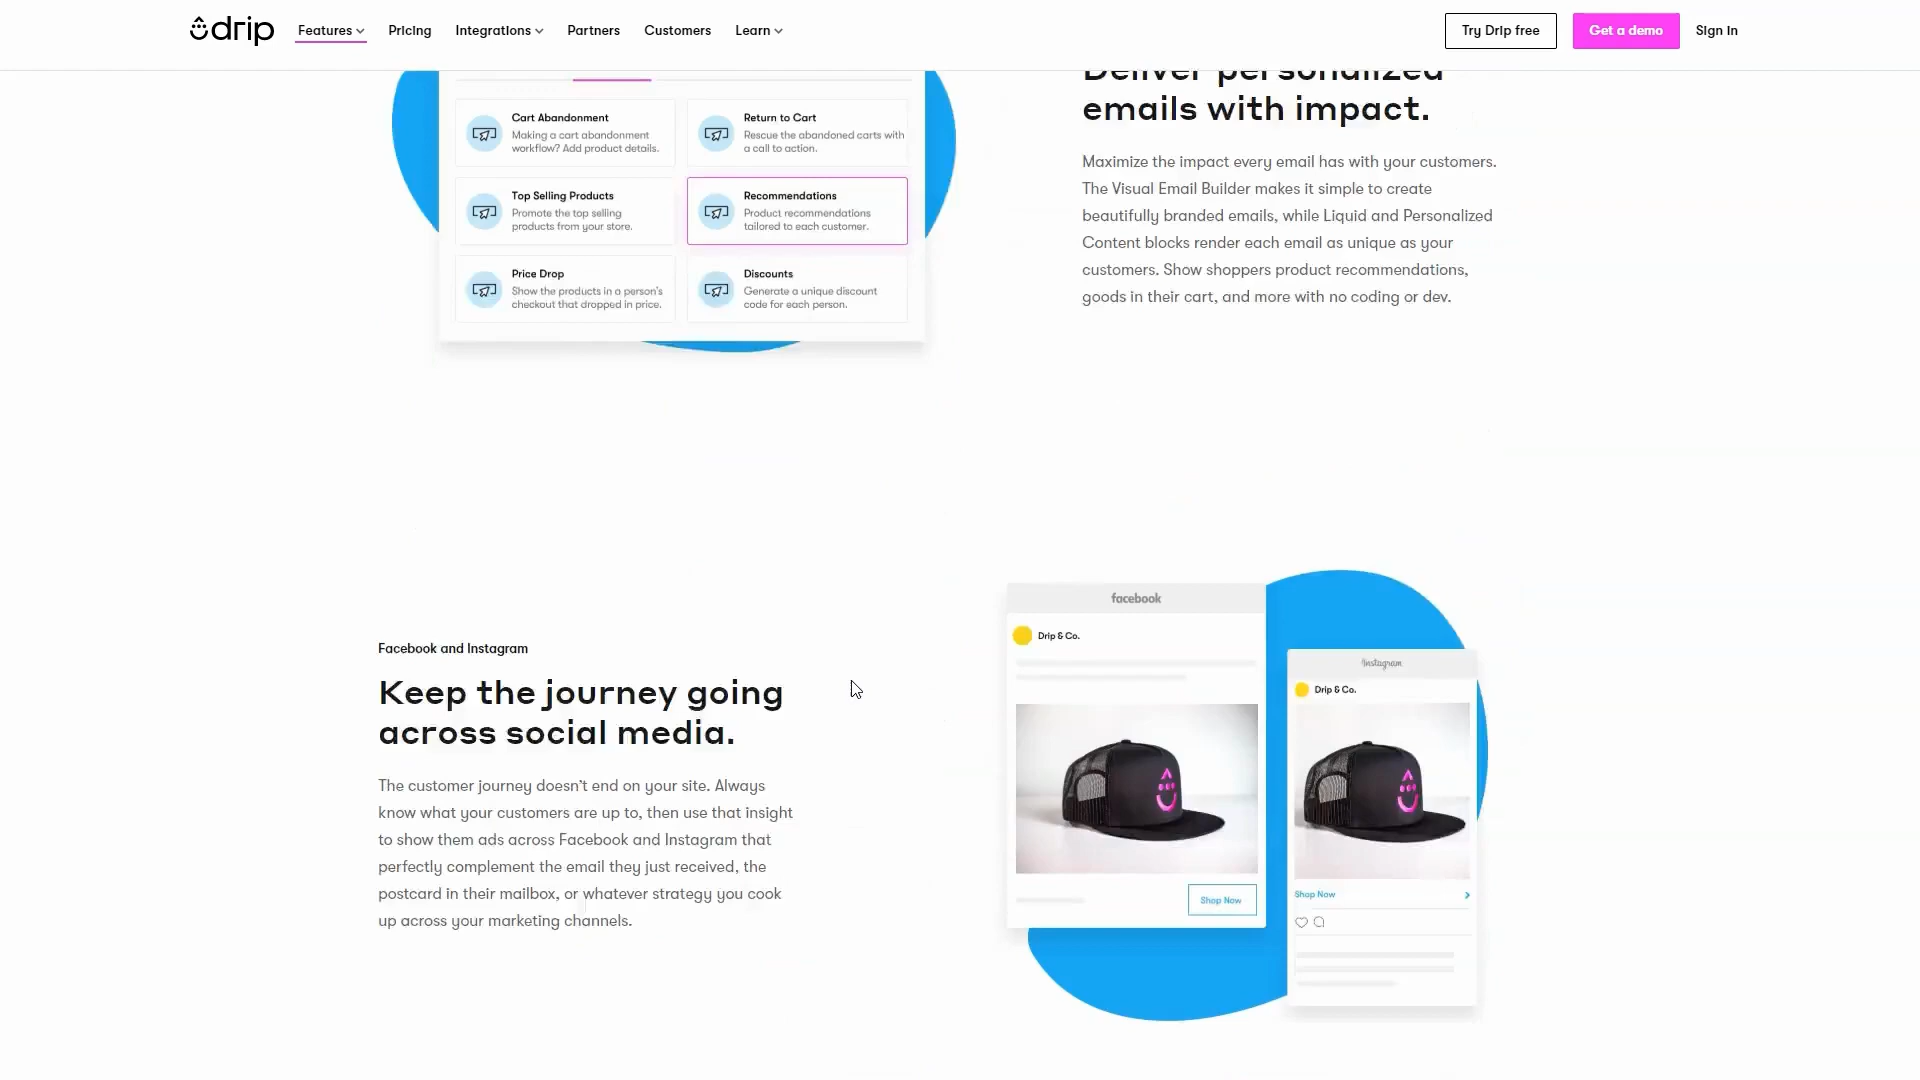 drip
Features
Pricing
Integrations
Partners
Customers
Learn
Try Drip free
Get a demo
Sign In
Cart Abandonment
Making a cart abandonment
workflow? Add product details.
Return to Cart
Rescue the abandoned carts with
a call to action.
Top Selling Products
Promote the top selling
products from your store.
Recommendations
Product recommendations
tailored to each customer.
Price Drop
Show the products in a person's
checkout that dropped in price.
Discounts
Generate a unique discount
code for each person.
Deliver personalized
emails with impact.
Maximize the impact every email has with your customers.
The Visual Email Builder makes it simple to create
beautifully branded emails, while Liquid and Personalized
Content blocks render each email as unique as your
customers. Show shoppers product recommendations,
goods in their cart, and more with no coding or dev.
Facebook and Instagram
Keep the journey going
across social media.
The customer journey doesn't end on your site. Always
know what your customers are up to, then use that insight
to show them ads across Facebook and Instagram that
perfectly complement the email they just received, the
postcard in their mailbox, or whatever strategy you cook
up across your marketing channels.
facebook
Drip & Co.
Shop Now
Instagram
Drip & Co.
Shop Now